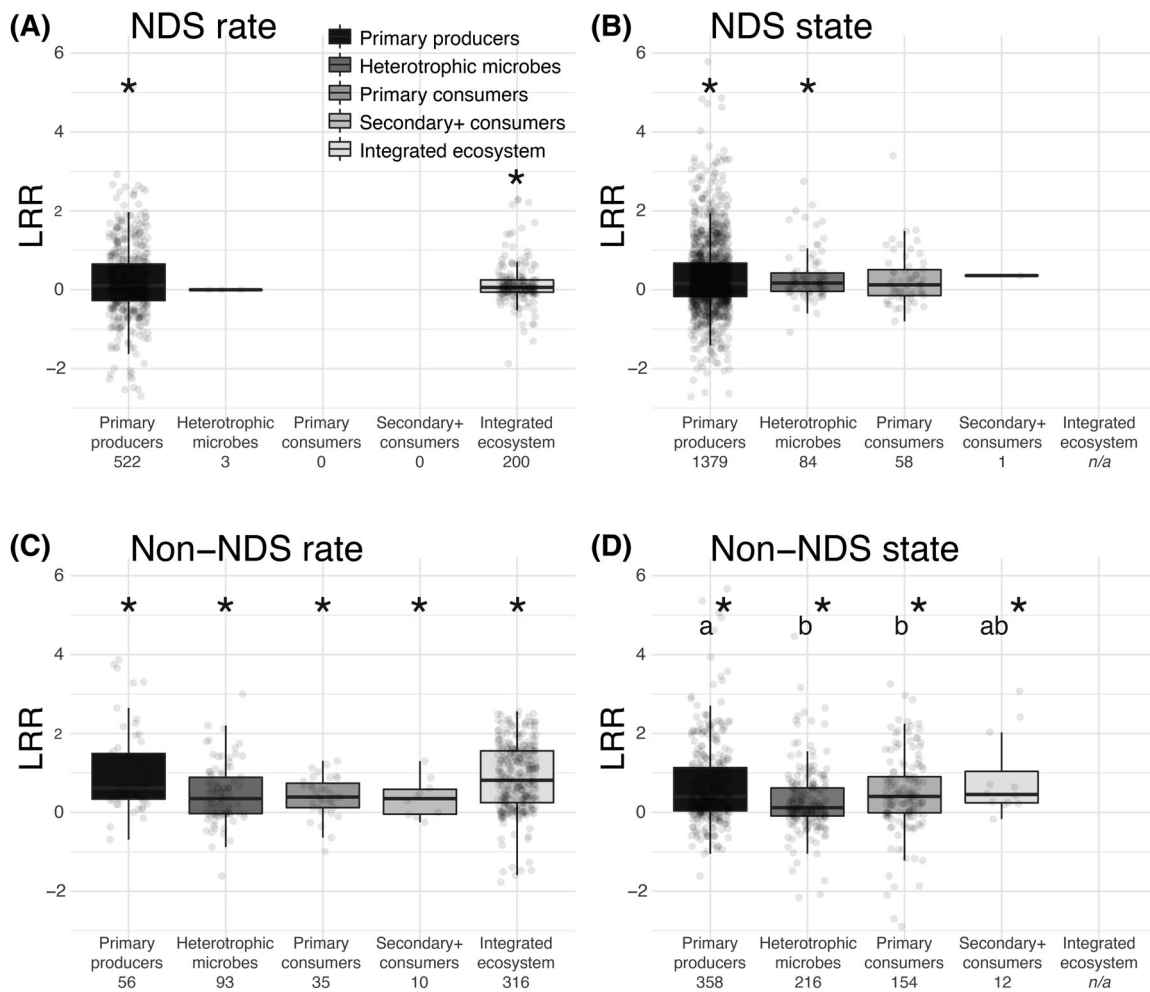 (A) NDS rate
Primary producers
Heterotrophic microbes
Primary consumers
Secondary+ consumers
Integrated ecosystem
6
4
2
0
−2
LRR
*
*
Primary Heterotrophic Primary Secondary+ Integrated
producers microbes consumers consumers ecosystem
522 3 0 0 200
(B) NDS state
6
4
2
0
−2
LRR
* *
Primary Heterotrophic Primary Secondary+ Integrated
producers microbes consumers consumers ecosystem
1379 84 58 1 n/a
(C) Non−NDS rate
6
4
2
0
−2
LRR
* * * * *
Primary Heterotrophic Primary Secondary+ Integrated
producers microbes consumers consumers ecosystem
56 93 35 10 316
(D) Non−NDS state
6
4
2
0
−2
LRR
* * * *
a b b ab
Primary Heterotrophic Primary Secondary+ Integrated
producers microbes consumers consumers ecosystem
358 216 154 12 n/a